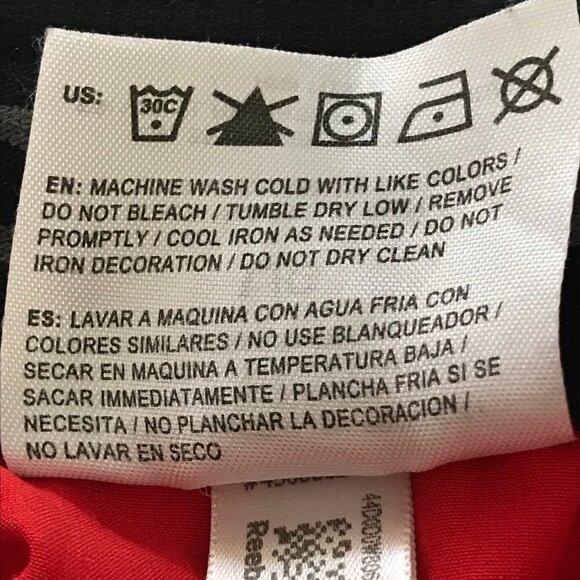 US: 30C
EN: MACHINE WASH COLD WITH LIKE COLORS /
DO NOT BLEACH / TUMBLE DRY LOW / REMOVE
PROMPTLY / COOL IRON AS NEEDED / DO NOT
IRON DECORATION / DO NOT DRY CLEAN
ES: LAVAR A MAQUINA CON AGUA FRIA CON
COLORES SIMILARES / NO USE BLANQUEADOR /
SECAR EN MAQUINA A TEMPERATURA BAJA /
SACAR IMMEDIATAMENTE / PLANCHA FRIA SI SE
NECESITA / NO PLANCHAR LA DECORACION /
NO LAVAR EN SECO